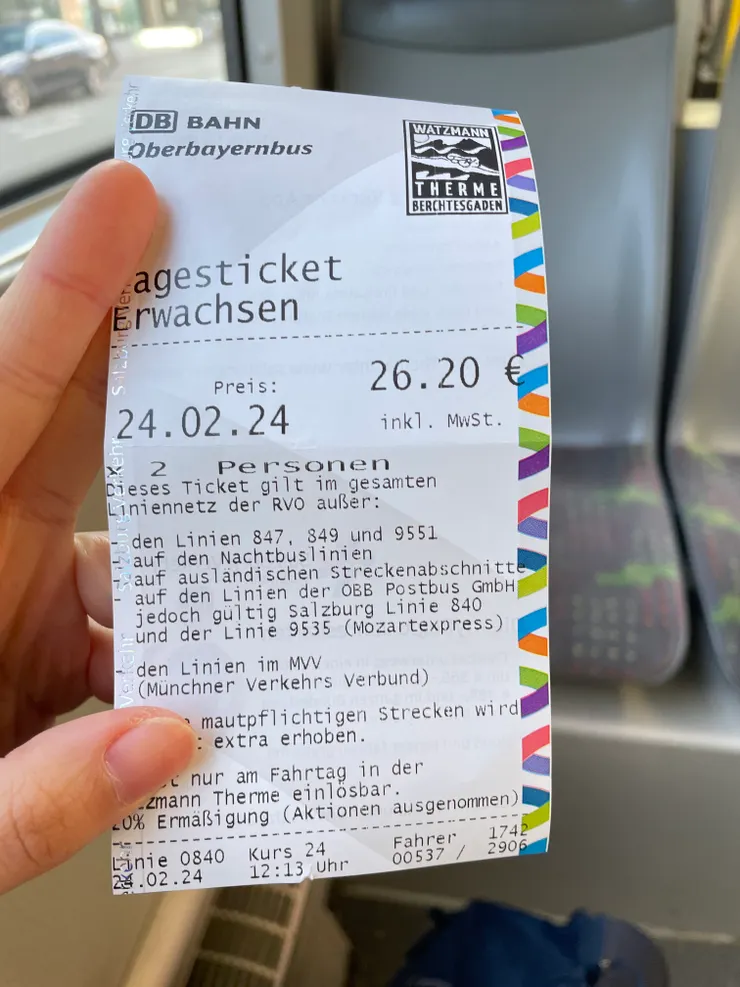 DB BAHN
Oberbayernbus
WATZMANN
THERME
BERCHTESGADEN
agesticket
Erwachsen
Preis:
26.20 €
24.02.24
inkl. MwSt.
2 Personen
Dieses Ticket gilt im gesamten
Liniennetz der RVO außer:
- den Linien 847, 849 und 9551
- auf den Nachtbuslinien
- auf ausländischen Streckenabschnitte
- auf den Linien der OBB Postbus GmbH
jedoch gültig Salzburg Linie 840
und der Linie 9535 (Mozartexpress)
- den Linien im MVV
(Münchner Verkehrs Verbund)
mautpflichtigen Strecken wird
extra erhoben.
nur am Fahrtag in der
tzmann Therme einlösbar.
20% Ermäßigung (Aktionen ausgenommen)
Linie 0840 Kurs 24 Fahrer 1742
24.02.24 12:13 Uhr 00537 / 2906
Salzburg Verkehr